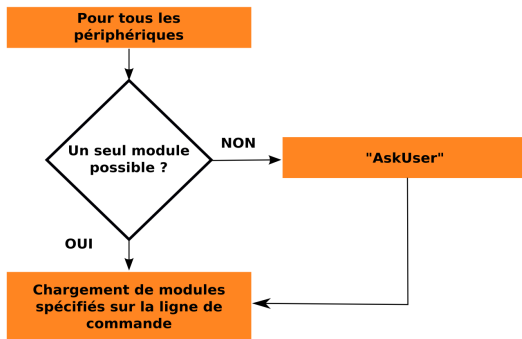 Pour tous les
périphériques
Un seul module
possible ?
NON
"AskUser"
OUI
Chargement de modules
spécifiés sur la ligne de
commande